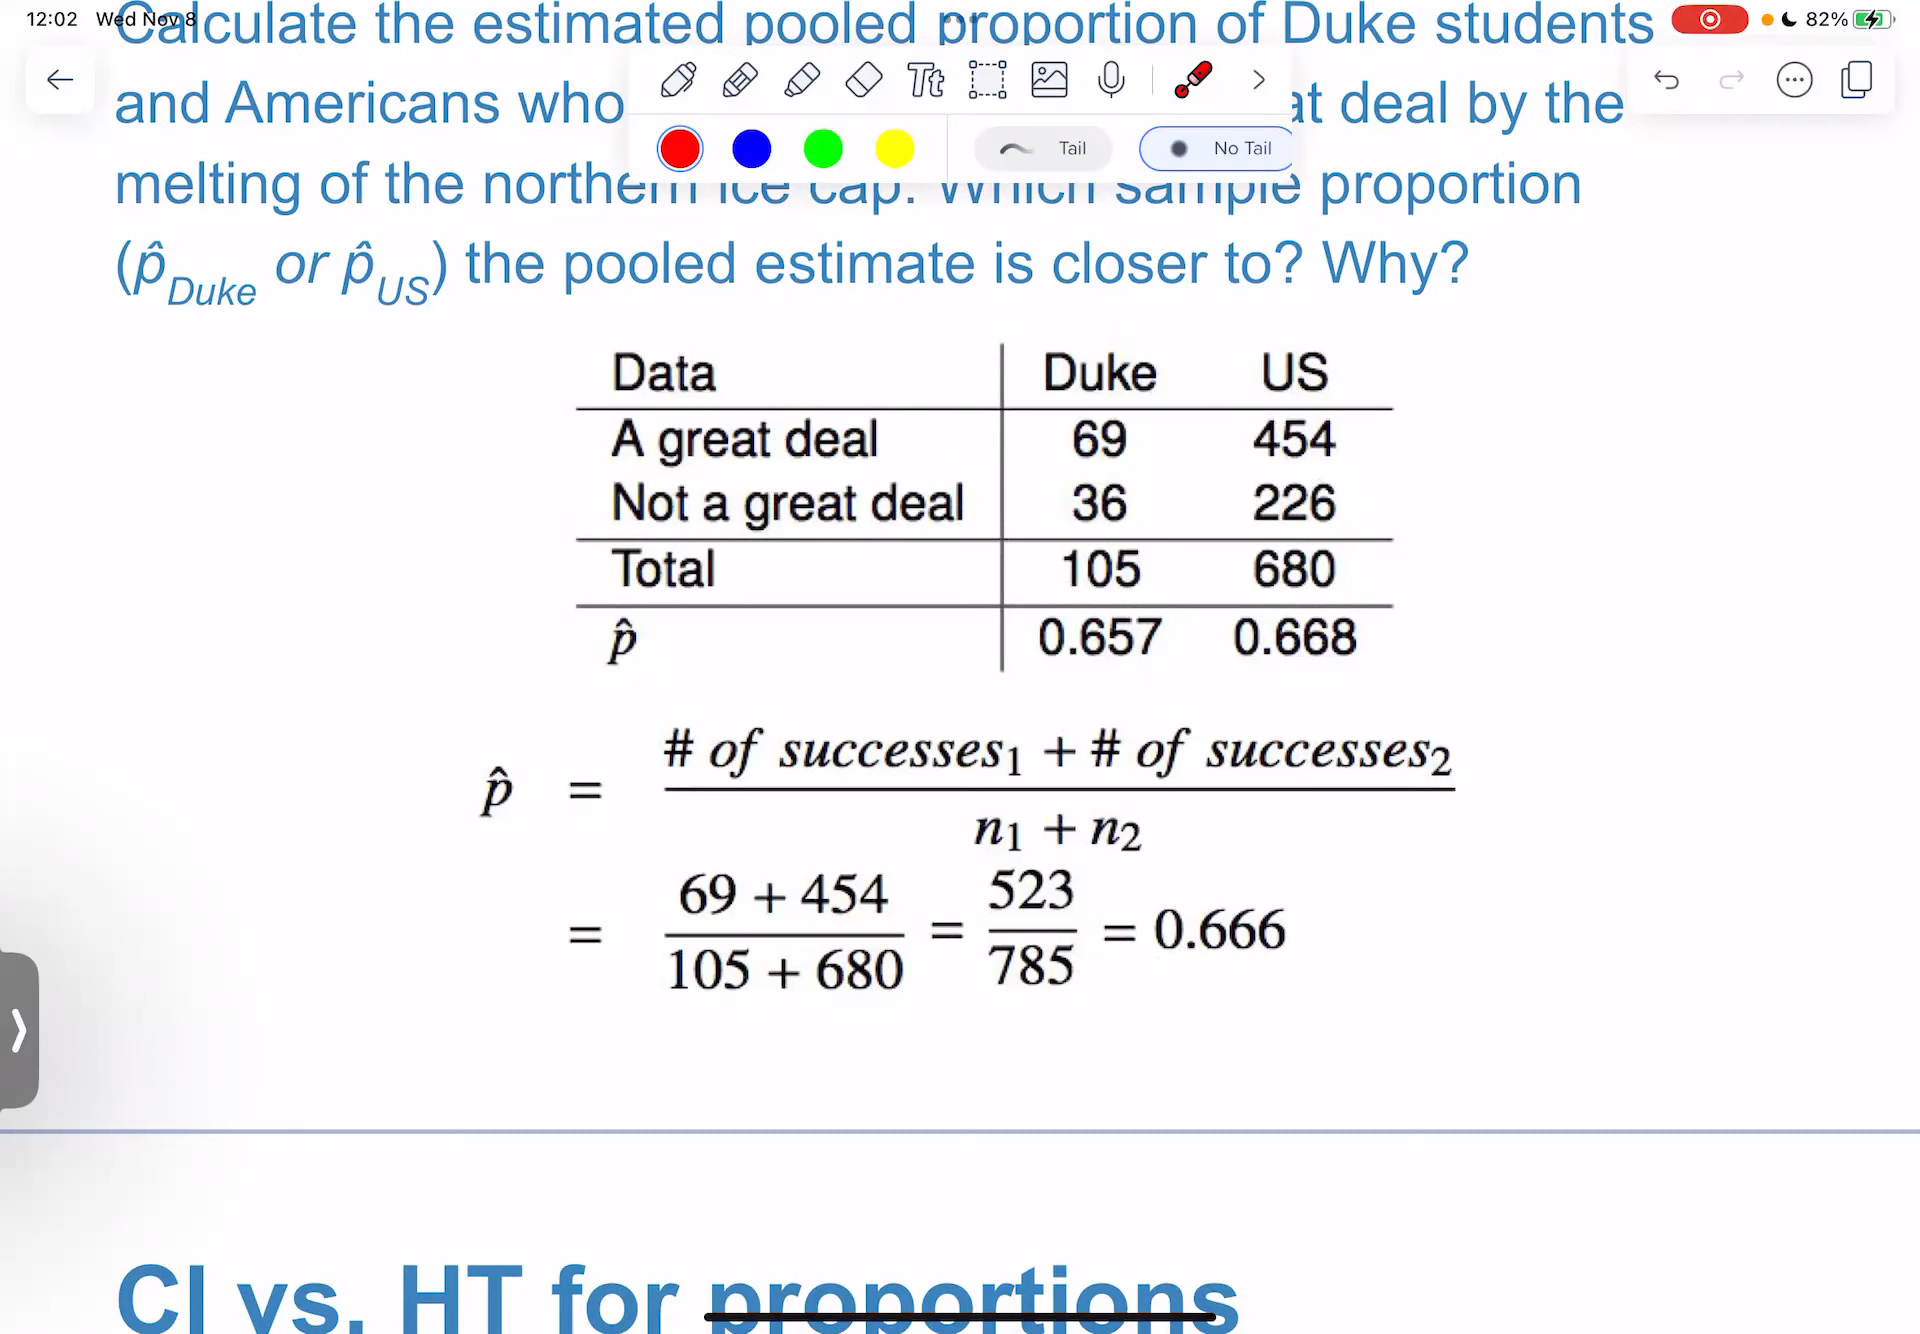 12:02 Wed Nov 8 82%
Calculate the estimated pooled proportion of Duke students
and Americans who at deal by the
Tt
Tail No Tail
melting of the northern ice cap. Which sample proportion
(p̂Duke or p̂US) the pooled estimate is closer to? Why?
Data Duke US
A great deal 69 454
Not a great deal 36 226
Total 105 680
p̂ 0.657 0.668
p̂ = # of successes₁ + # of successes₂
n₁ + n₂
= 69 + 454 / 105 + 680 = 523 / 785 = 0.666
CI vs. HT for proportions